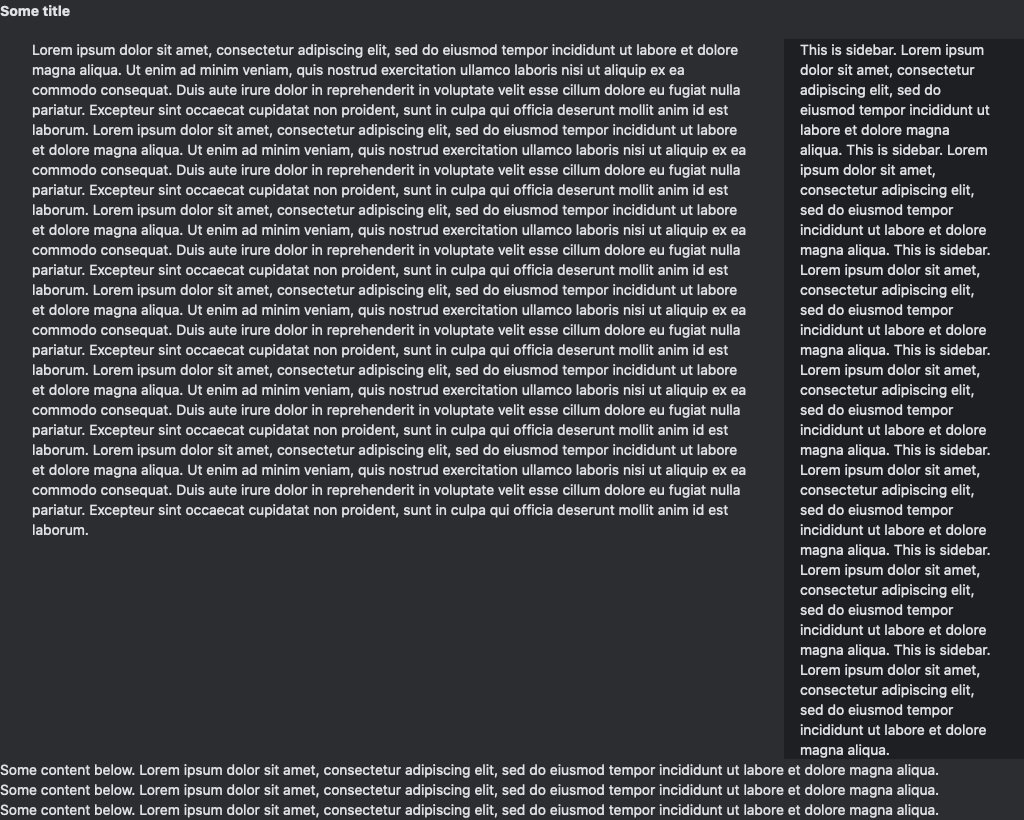 Some title
Lorem ipsum dolor sit amet, consectetur adipiscing elit, sed do eiusmod tempor incididunt ut labore et dolore
magna aliqua. Ut enim ad minim veniam, quis nostrud exercitation ullamco laboris nisi ut aliquip ex ea
commodo consequat. Duis aute irure dolor in reprehenderit in voluptate velit esse cillum dolore eu fugiat nulla
pariatur. Excepteur sint occaecat cupidatat non proident, sunt in culpa qui officia deserunt mollit anim id est
laborum. Lorem ipsum dolor sit amet, consectetur adipiscing elit, sed do eiusmod tempor incididunt ut labore
et dolore magna aliqua. Ut enim ad minim veniam, quis nostrud exercitation ullamco laboris nisi ut aliquip ex ea
commodo consequat. Duis aute irure dolor in reprehenderit in voluptate velit esse cillum dolore eu fugiat nulla
pariatur. Excepteur sint occaecat cupidatat non proident, sunt in culpa qui officia deserunt mollit anim id est
laborum. Lorem ipsum dolor sit amet, consectetur adipiscing elit, sed do eiusmod tempor incididunt ut labore
et dolore magna aliqua. Ut enim ad minim veniam, quis nostrud exercitation ullamco laboris nisi ut aliquip ex ea
commodo consequat. Duis aute irure dolor in reprehenderit in voluptate velit esse cillum dolore eu fugiat nulla
pariatur. Excepteur sint occaecat cupidatat non proident, sunt in culpa qui officia deserunt mollit anim id est
laborum. Lorem ipsum dolor sit amet, consectetur adipiscing elit, sed do eiusmod tempor incididunt ut labore
et dolore magna aliqua. Ut enim ad minim veniam, quis nostrud exercitation ullamco laboris nisi ut aliquip ex ea
commodo consequat. Duis aute irure dolor in reprehenderit in voluptate velit esse cillum dolore eu fugiat nulla
pariatur. Excepteur sint occaecat cupidatat non proident, sunt in culpa qui officia deserunt mollit anim id est
laborum. Lorem ipsum dolor sit amet, consectetur adipiscing elit, sed do eiusmod tempor incididunt ut labore
et dolore magna aliqua. Ut enim ad minim veniam, quis nostrud exercitation ullamco laboris nisi ut aliquip ex ea
commodo consequat. Duis aute irure dolor in reprehenderit in voluptate velit esse cillum dolore eu fugiat nulla
pariatur. Excepteur sint occaecat cupidatat non proident, sunt in culpa qui officia deserunt mollit anim id est
laborum. Lorem ipsum dolor sit amet, consectetur adipiscing elit, sed do eiusmod tempor incididunt ut labore
et dolore magna aliqua. Ut enim ad minim veniam, quis nostrud exercitation ullamco laboris nisi ut aliquip ex ea
commodo consequat. Duis aute irure dolor in reprehenderit in voluptate velit esse cillum dolore eu fugiat nulla
pariatur. Excepteur sint occaecat cupidatat non proident, sunt in culpa qui officia deserunt mollit anim id est
laborum.
This is sidebar. Lorem ipsum
dolor sit amet, consectetur
adipiscing elit, sed do
eiusmod tempor incididunt ut
labore et dolore magna
aliqua. This is sidebar. Lorem
ipsum dolor sit amet,
consectetur adipiscing elit,
sed do eiusmod tempor
incididunt ut labore et dolore
magna aliqua. This is sidebar.
Lorem ipsum dolor sit amet,
consectetur adipiscing elit,
sed do eiusmod tempor
incididunt ut labore et dolore
magna aliqua. This is sidebar.
Lorem ipsum dolor sit amet,
consectetur adipiscing elit,
sed do eiusmod tempor
incididunt ut labore et dolore
magna aliqua. This is sidebar.
Lorem ipsum dolor sit amet,
consectetur adipiscing elit,
sed do eiusmod tempor
incididunt ut labore et dolore
magna aliqua. This is sidebar.
Lorem ipsum dolor sit amet,
consectetur adipiscing elit,
sed do eiusmod tempor
incididunt ut labore et dolore
magna aliqua. This is sidebar.
Lorem ipsum dolor sit amet,
consectetur adipiscing elit,
sed do eiusmod tempor
incididunt ut labore et dolore
magna aliqua.
Some content below. Lorem ipsum dolor sit amet, consectetur adipiscing elit, sed do eiusmod tempor incididunt ut labore et dolore magna aliqua.
Some content below. Lorem ipsum dolor sit amet, consectetur adipiscing elit, sed do eiusmod tempor incididunt ut labore et dolore magna aliqua.
Some content below. Lorem ipsum dolor sit amet, consectetur adipiscing elit, sed do eiusmod tempor incididunt ut labore et dolore magna aliqua.